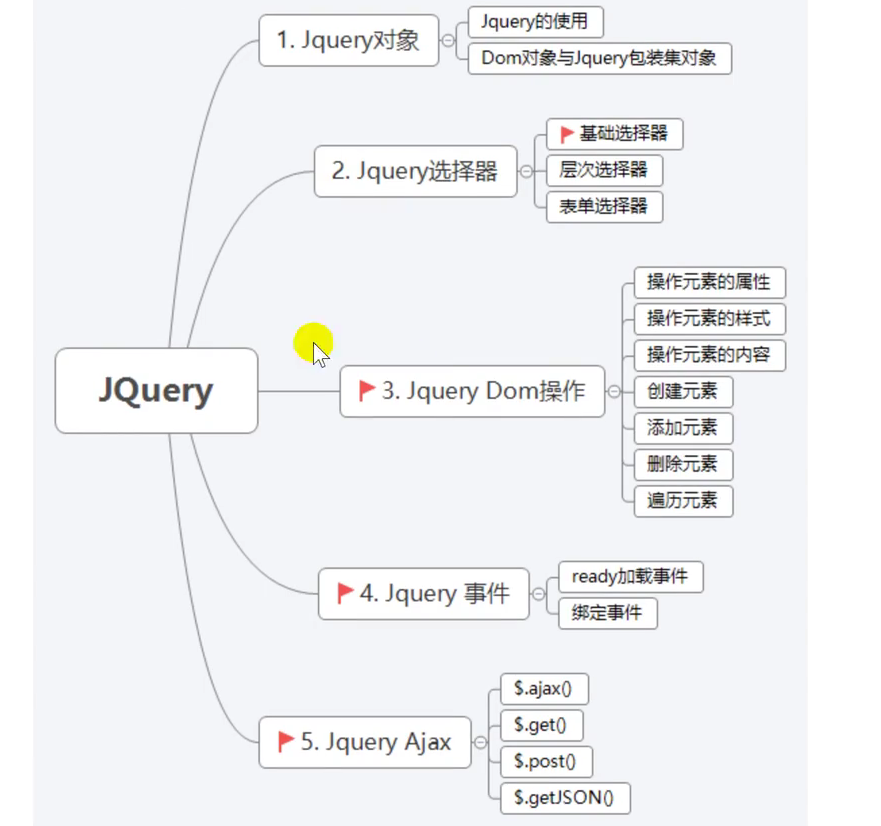 1. Jquery对象
Jquery的使用
Dom对象与Jquery包装集对象
2. Jquery选择器
基础选择器
层次选择器
表单选择器
JQuery
3. Jquery Dom操作
操作元素的属性
操作元素的样式
操作元素的内容
创建元素
添加元素
删除元素
遍历元素
4. Jquery 事件
ready加载事件
绑定事件
5. Jquery Ajax
$.ajax()
$.get()
$.post()
$.getJSON()